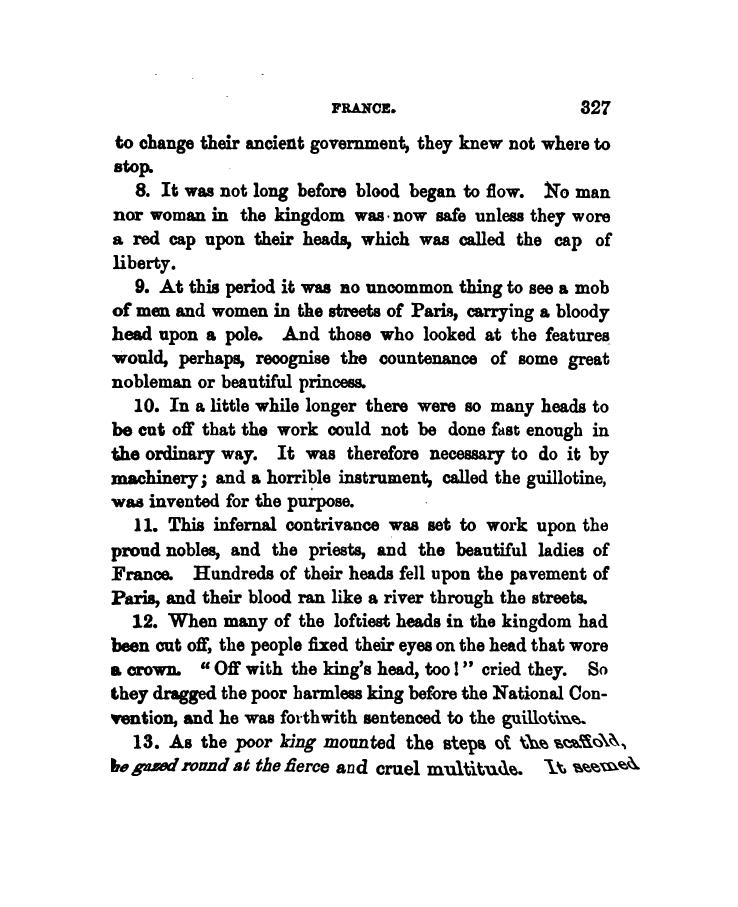 FRANCE. 327
to change their ancient government, they knew not where to
stop.
8. It was not long before blood began to flow. No man
nor woman in the kingdom was now safe unless they wore
a red cap upon their heads, which was called the cap of
liberty.
9. At this period it was no uncommon thing to see a mob
of men and women in the streets of Paris, carrying a bloody
head upon a pole. And those who looked at the features
would, perhaps, recognise the countenance of some great
nobleman or beautiful princess.
10. In a little while longer there were so many heads to
be cut off that the work could not be done fast enough in
the ordinary way. It was therefore necessary to do it by
machinery; and a horrible instrument, called the guillotine,
was invented for the purpose.
11. This infernal contrivance was set to work upon the
proud nobles, and the priests, and the beautiful ladies of
France. Hundreds of their heads fell upon the pavement of
Paris, and their blood ran like a river through the streets.
12. When many of the loftiest heads in the kingdom had
been cut off, the people fixed their eyes on the head that wore
a crown. "Off with the king's head, too!" cried they. So
they dragged the poor harmless king before the National Con-
vention, and he was forthwith sentenced to the guillotine.
13. As the poor king mounted the steps of the scaffold,
he gazed round at the fierce and cruel multitude. It seemed